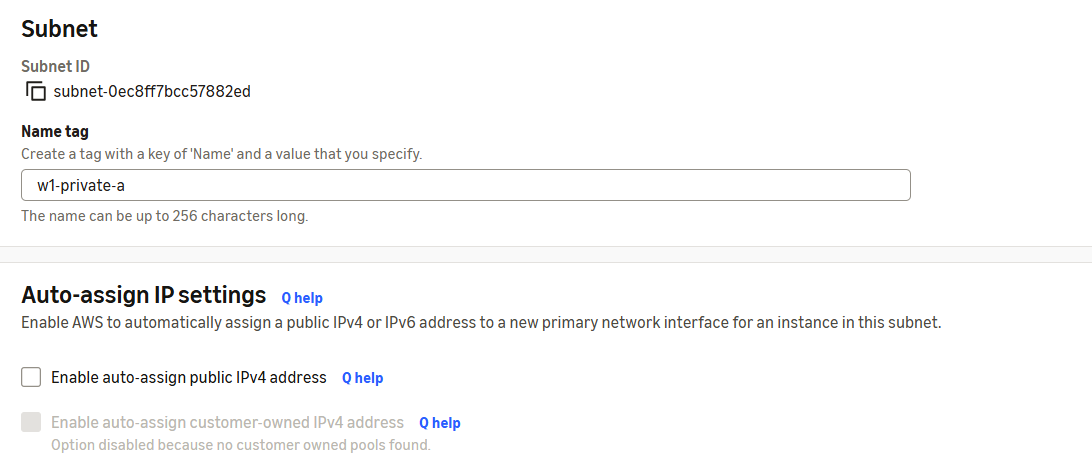 Subnet
Subnet ID
subnet-0ec8ff7bcc57882ed
Name tag
Create a tag with a key of 'Name' and a value that you specify.
w1-private-a
The name can be up to 256 characters long.
Auto-assign IP settings Q help
Enable AWS to automatically assign a public IPv4 or IPv6 address to a new primary network interface for an instance in this subnet.
Enable auto-assign public IPv4 address Q help
Enable auto-assign customer-owned IPv4 address Q help
Option disabled because no customer owned pools found.